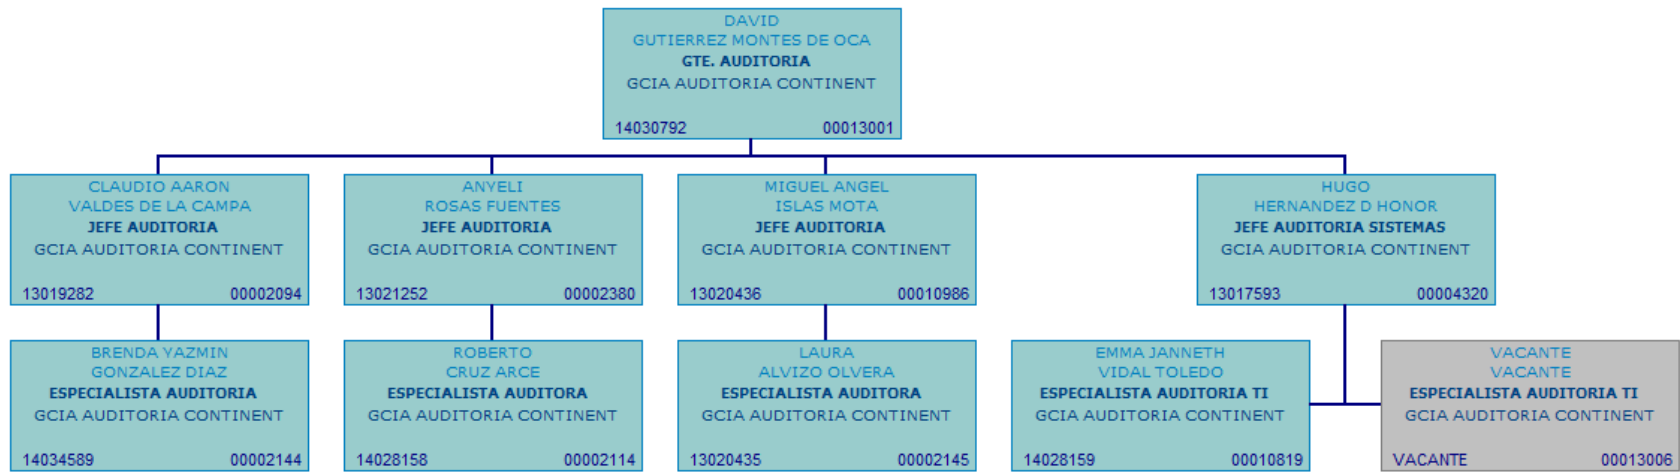 DAVID
GUTIERREZ MONTES DE OCA
GTE. AUDITORIA
GCIA AUDITORIA CONTINENT
14030792 00013001
CLAUDIO AARON
VALDES DE LA CAMPA
JEFE AUDITORIA
GCIA AUDITORIA CONTINENT
13019282 00002094
ANYELI
ROSAS FUENTES
JEFE AUDITORIA
GCIA AUDITORIA CONTINENT
13021252 00002380
MIGUEL ANGEL
ISLAS MOTA
JEFE AUDITORIA
GCIA AUDITORIA CONTINENT
13020436 00010986
HUGO
HERNANDEZ D HONOR
JEFE AUDITORIA SISTEMAS
GCIA AUDITORIA CONTINENT
13017593 00004320
BRENDA YAZMIN
GONZALEZ DIAZ
ESPECIALISTA AUDITORIA
GCIA AUDITORIA CONTINENT
14034589 00002144
ROBERTO
CRUZ ARCE
ESPECIALISTA AUDITORA
GCIA AUDITORIA CONTINENT
14028158 00002114
LAURA
ALVIZO OLVERA
ESPECIALISTA AUDITORA
GCIA AUDITORIA CONTINENT
13020435 00002145
EMMA JANNETH
VIDAL TOLEDO
ESPECIALISTA AUDITORIA TI
GCIA AUDITORIA CONTINENT
14028159 00010819
VACANTE
VACANTE
ESPECIALISTA AUDITORIA TI
GCIA AUDITORIA CONTINENT
VACANTE 00013006